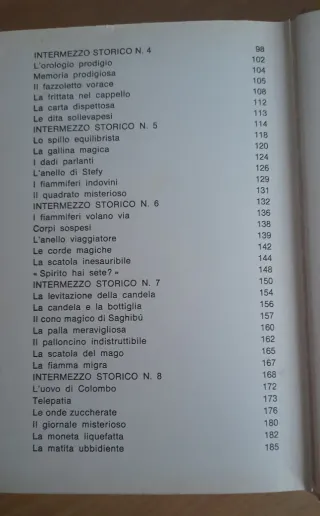 INTERMEZZO STORICO N. 4 98
L'orologio prodigio 102
Memoria prodigiosa 104
Il fazzoletto vorace 105
La frittata nel cappello 108
La carta dispettosa 112
Le dita sollevapesi 113
INTERMEZZO STORICO N. 5 114
Lo spillo equilibrista 118
La gallina magica 120
I dadi parlanti 124
L'anello di Stefy 126
I fiammiferi indovini 129
Il quadrato misterioso 131
INTERMEZZO STORICO N. 6 132
I fiammiferi volano via 136
Corpi sospesi 138
L'anello viaggiatore 139
Le corde magiche 142
La scatola inesauribile 144
« Spirito hai sete? » 148
INTERMEZZO STORICO N. 7 150
La levitazione della candela 154
La candela e la bottiglia 156
Il cono magico di Saghibú 157
La palla meravigliosa 160
Il palloncino indistruttibile 162
La scatola del mago 165
La fiamma migra 167
INTERMEZZO STORICO N. 8 168
L'uovo di Colombo 172
Telepatia 173
Le onde zuccherate 176
Il giornale misterioso 180
La moneta liquefatta 182
La matita ubbidiente 185